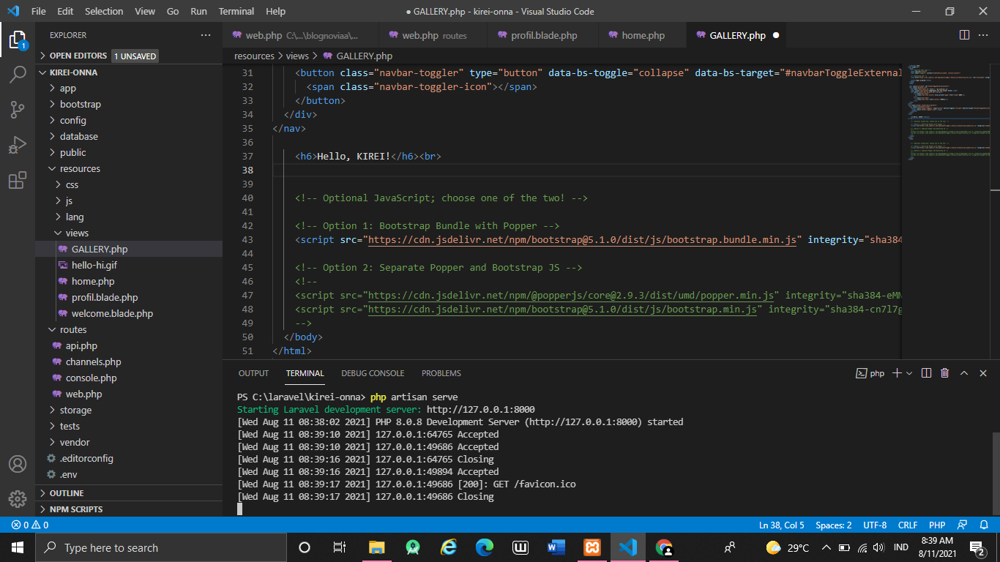 File Edit Selection View Go Run Terminal Help
● GALLERY.php - kirei-onna - Visual Studio Code
EXPLORER
OPEN EDITORS 1 UNSAVED
KIREI-ONNA
app
bootstrap
config
database
public
resources
css
js
lang
views
GALLERY.php
hello-hi.gif
home.php
profil.blade.php
welcome.blade.php
routes
api.php
channels.php
console.php
web.php
storage
tests
vendor
.editorconfig
.env
OUTLINE
NPM SCRIPTS
1
web.php C:\...\blognoviaa\... web.php routes profil.blade.php home.php GALLERY.php
resources > views > GALLERY.php
31 <button class="navbar-toggler" type="button" data-bs-toggle="collapse" data-bs-target="#navbarToggleExternal
32 <span class="navbar-toggler-icon"></span>
33 </button>
34 </div>
35 </nav>
36
37 <h6>Hello, KIREI!</h6><br>
38
39
40 <!-- Optional JavaScript; choose one of the two! -->
41
42 <!-- Option 1: Bootstrap Bundle with Popper -->
43 <script src="https://cdn.jsdelivr.net/npm/bootstrap@5.1.0/dist/js/bootstrap.bundle.min.js" integrity="sha384
44
45 <!-- Option 2: Separate Popper and Bootstrap JS -->
46 <!--
47 <script src="https://cdn.jsdelivr.net/npm/@popperjs/core@2.9.3/dist/umd/popper.min.js" integrity="sha384-eMN
48 <script src="https://cdn.jsdelivr.net/npm/bootstrap@5.1.0/dist/js/bootstrap.min.js" integrity="sha384-cn7l7g
49 -->
50 </body>
51 </html>
OUTPUT TERMINAL DEBUG CONSOLE PROBLEMS
php
PS C:\laravel\kirei-onna> php artisan serve
Starting Laravel development server: http://127.0.0.1:8000
[Wed Aug 11 08:38:02 2021] PHP 8.0.8 Development Server (http://127.0.0.1:8000) started
[Wed Aug 11 08:39:10 2021] 127.0.0.1:64765 Accepted
[Wed Aug 11 08:39:10 2021] 127.0.0.1:49686 Accepted
[Wed Aug 11 08:39:16 2021] 127.0.0.1:64765 Closing
[Wed Aug 11 08:39:16 2021] 127.0.0.1:49894 Accepted
[Wed Aug 11 08:39:17 2021] 127.0.0.1:49686 [200]: GET /favicon.ico
[Wed Aug 11 08:39:17 2021] 127.0.0.1:49686 Closing
0 0
Ln 38, Col 5 Spaces: 2 UTF-8 CRLF PHP
Type here to search
29°C IND
8:39 AM
8/11/2021
2